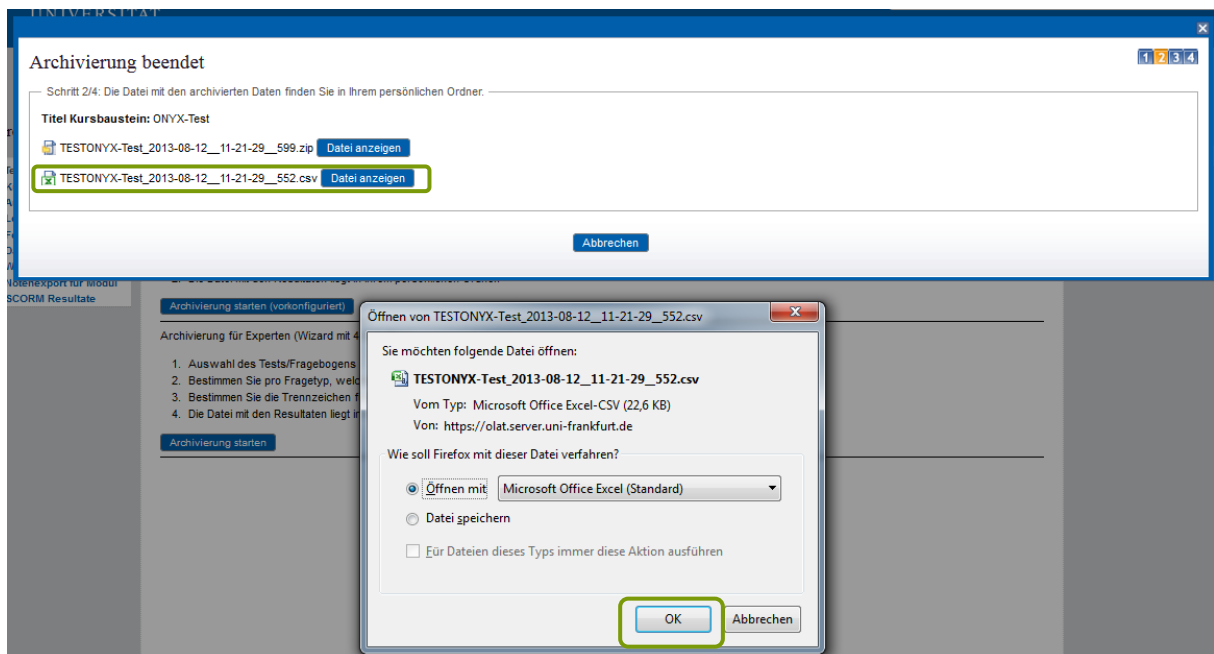 UNIVERSITÄT
Archivierung beendet
1 2 3 4
Schritt 2/4: Die Datei mit den archivierten Daten finden Sie in Ihrem persönlichen Ordner.
Titel Kursbaustein: ONYX-Test
TESTONYX-Test_2013-08-12__11-21-29__599.zip Datei anzeigen
TESTONYX-Test_2013-08-12__11-21-29__552.csv Datei anzeigen
Abbrechen
Notenexport für Modul
SCORM Resultate
Archivierung starten (vorkonfiguriert)
Archivierung für Experten (Wizard mit 4
1. Auswahl des Tests/Fragebogens
2. Bestimmen Sie pro Fragetyp, welc
3. Bestimmen Sie die Trennzeichen f
4. Die Datei mit den Resultaten liegt in
Archivierung starten
Öffnen von TESTONYX-Test_2013-08-12__11-21-29__552.csv
Sie möchten folgende Datei öffnen:
TESTONYX-Test_2013-08-12__11-21-29__552.csv
Vom Typ: Microsoft Office Excel-CSV (22,6 KB)
Von: https://olat.server.uni-frankfurt.de
Wie soll Firefox mit dieser Datei verfahren?
Öffnen mit Microsoft Office Excel (Standard)
Datei speichern
Für Dateien dieses Typs immer diese Aktion ausführen
OK Abbrechen